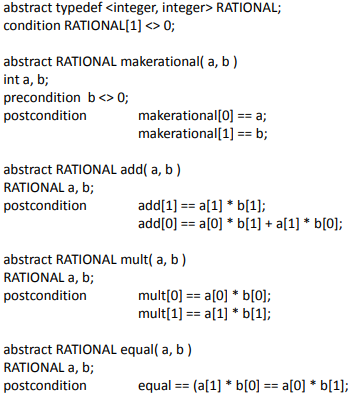 abstract typedef <integer, integer> RATIONAL;
condition RATIONAL[1] <> 0;
abstract RATIONAL makerational( a, b )
int a, b;
precondition b <> 0;
postcondition makerational[0] == a;
makerational[1] == b;
abstract RATIONAL add( a, b )
RATIONAL a, b;
postcondition add[1] == a[1] * b[1];
add[0] == a[0] * b[1] + a[1] * b[0];
abstract RATIONAL mult( a, b )
RATIONAL a, b;
postcondition mult[0] == a[0] * b[0];
mult[1] == a[1] * b[1];
abstract RATIONAL equal( a, b )
RATIONAL a, b;
postcondition equal == (a[1] * b[0] == a[0] * b[1];